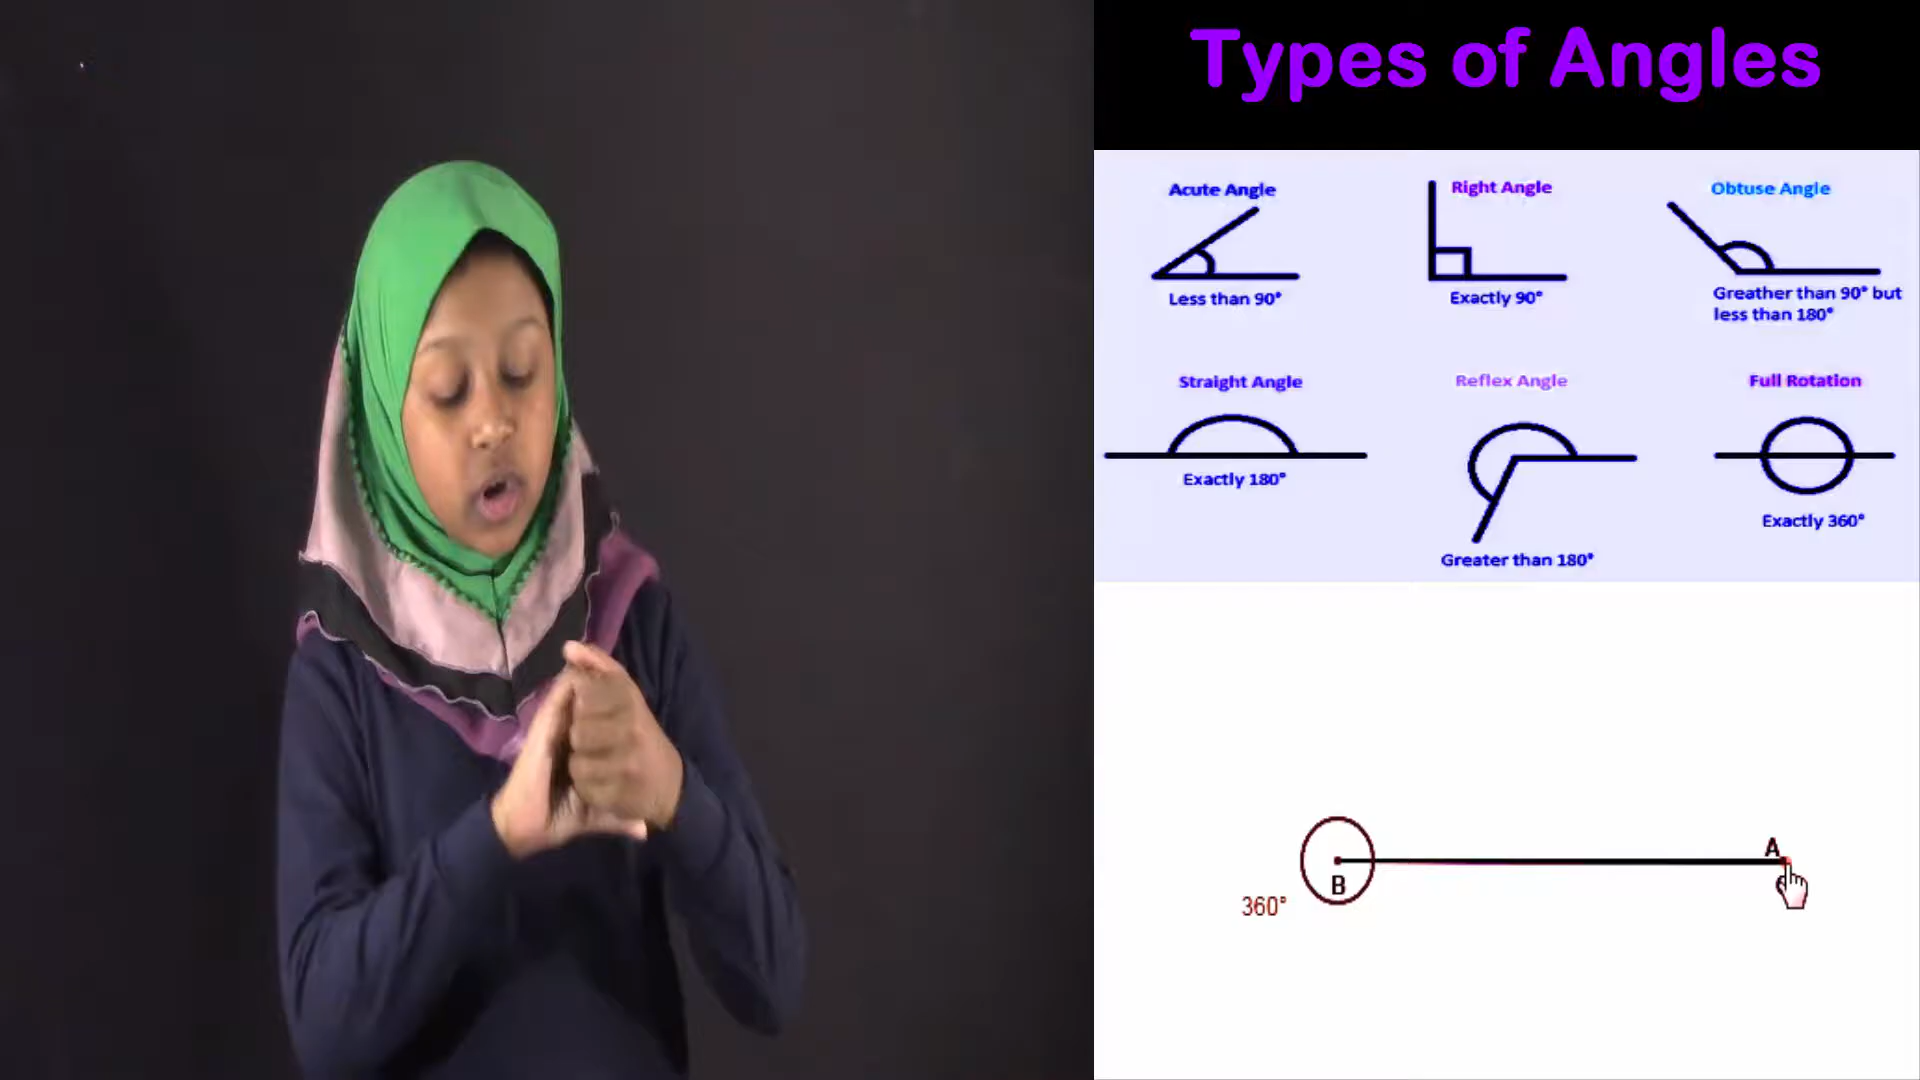 Types of Angles
Acute Angle
Less than 90°
Right Angle
Exactly 90°
Obtuse Angle
Greather than 90° but
less than 180°
Straight Angle
Exactly 180°
Reflex Angle
Greater than 180°
Full Rotation
Exactly 360°
A
B
360°